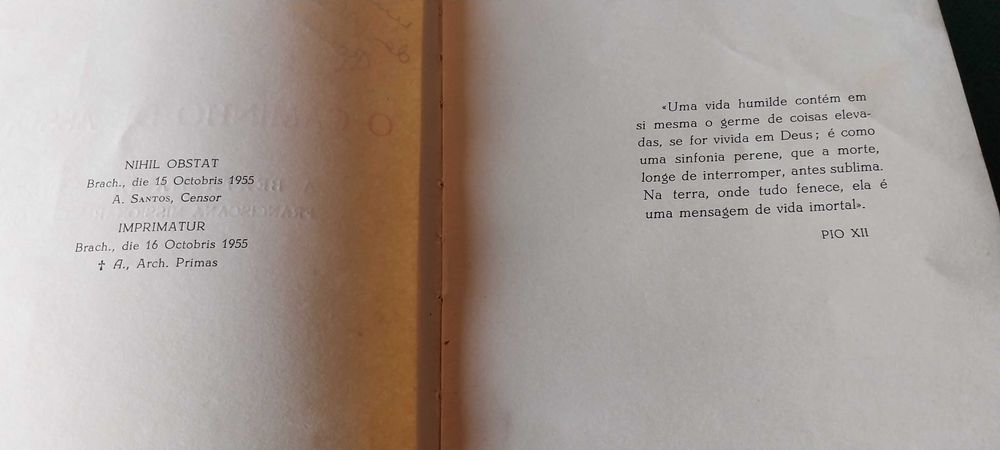 NIHIL OBSTAT
Brach., die 15 Octobris 1955
A. SANTOS, Censor
IMPRIMATUR
Brach., die 16 Octobris 1955
† A., Arch. Primas
«Uma vida humilde contém em
si mesma o germe de coisas eleva-
das, se for vivida em Deus; é como
uma sinfonia perene, que a morte,
longe de interromper, antes sublima.
Na terra, onde tudo fenece, ela é
uma mensagem de vida imortal».
PIO XII